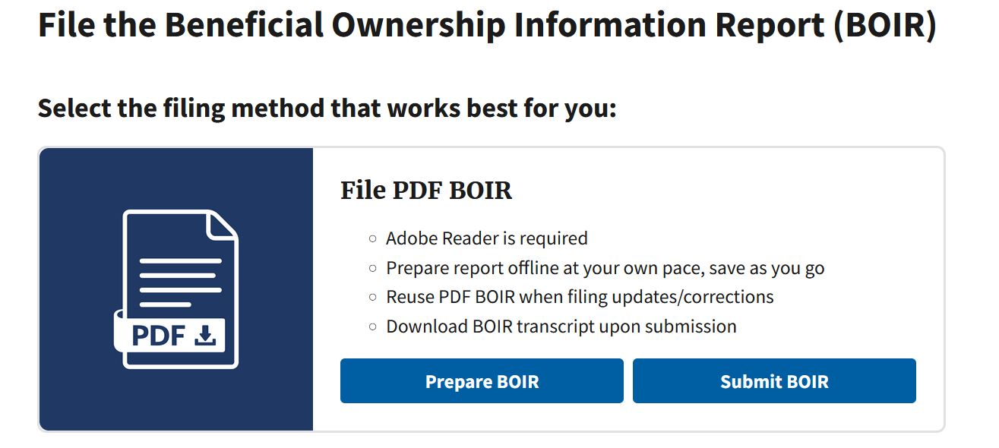 File the Beneficial Ownership Information Report (BOIR)
Select the filing method that works best for you:
File PDF BOIR
Adobe Reader is required
Prepare report offline at your own pace, save as you go
Reuse PDF BOIR when filing updates/corrections
Download BOIR transcript upon submission
PDF
Prepare BOIR
Submit BOIR